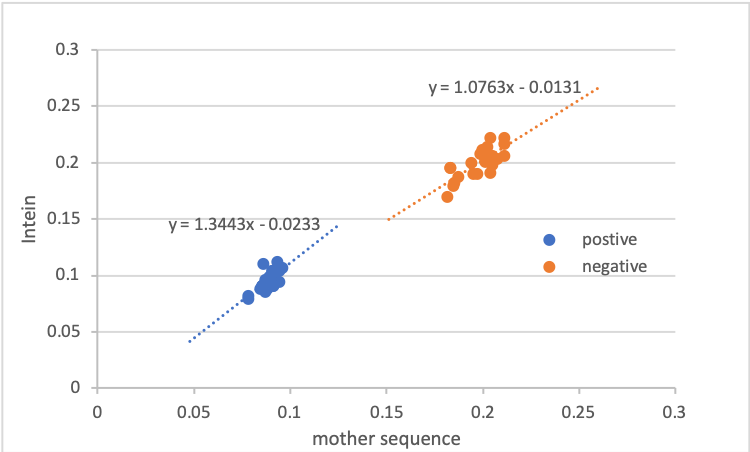 0.3
y = 1.0763x - 0.0131
0.25
0.2
Intein
0.15
y = 1.3443x - 0.0233
postive
negative
0.1
0.05
0
0 0.05 0.1 0.15 0.2 0.25 0.3
mother sequence